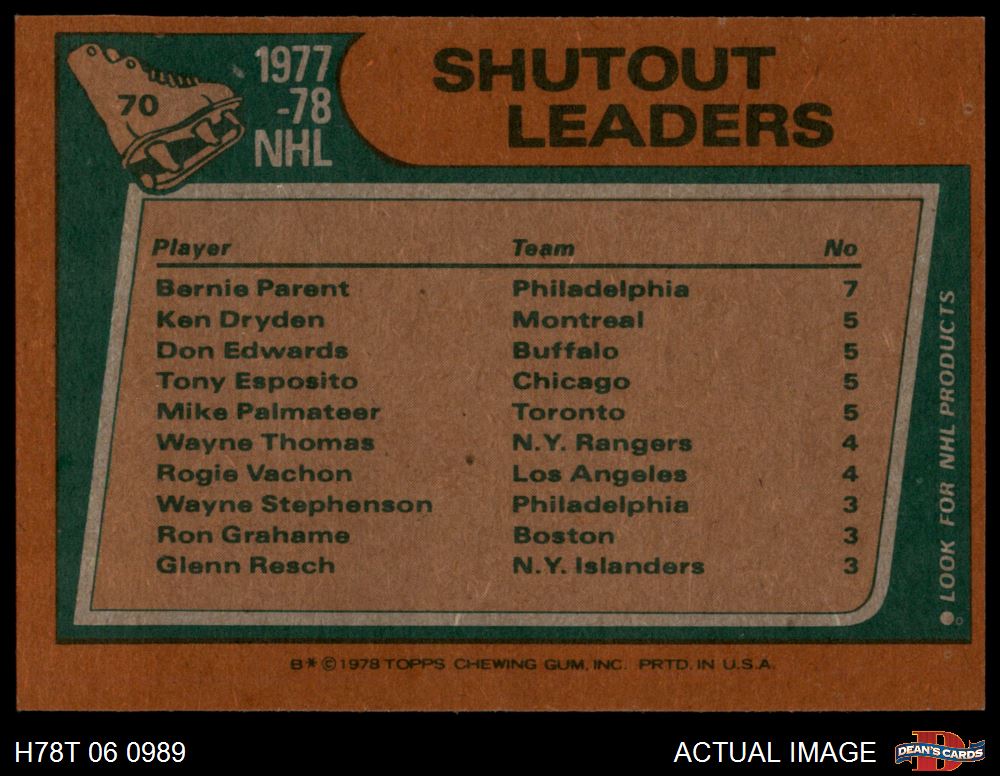 70
1977
-78
NHL
SHUTOUT
LEADERS
Player Team No
Bernie Parent Philadelphia 7
Ken Dryden Montreal 5
Don Edwards Buffalo 5
Tony Esposito Chicago 5
Mike Palmateer Toronto 5
Wayne Thomas N.Y. Rangers 4
Rogie Vachon Los Angeles 4
Wayne Stephenson Philadelphia 3
Ron Grahame Boston 3
Glenn Resch N.Y. Islanders 3
LOOK FOR NHL PRODUCTS
B*©1978 TOPPS CHEWING GUM, INC. PRTD. IN U.S.A.
H78T 06 0989
ACTUAL IMAGE
D
DEAN'S CARDS